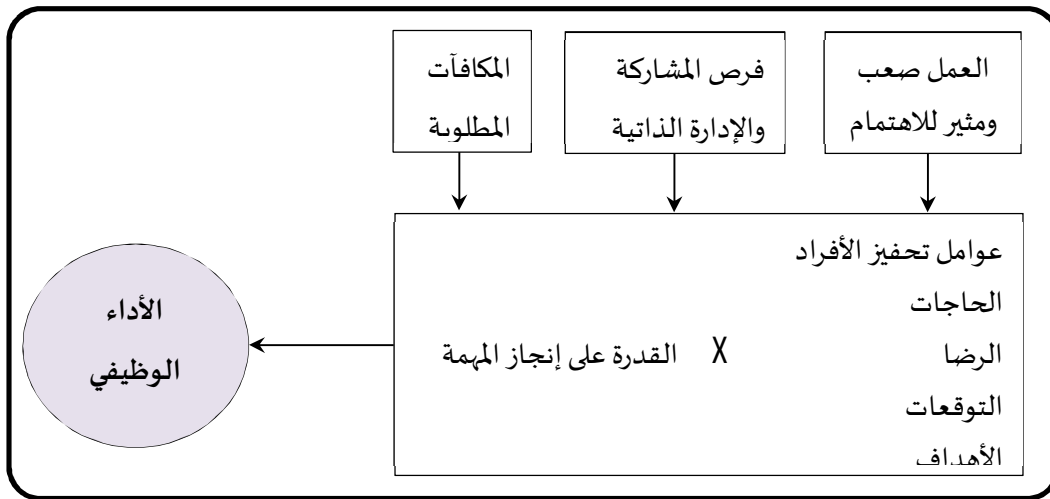 العمل صعب
ومثير للاهتمام
فرص المشاركة
والإدارة الذاتية
المكافآت
المطلوبة
عوامل تحفيز الأفراد
الحاجات
الرضا X القدرة على إنجاز المهمة
التوقعات
الأهداف
الأداء
الوظيفي